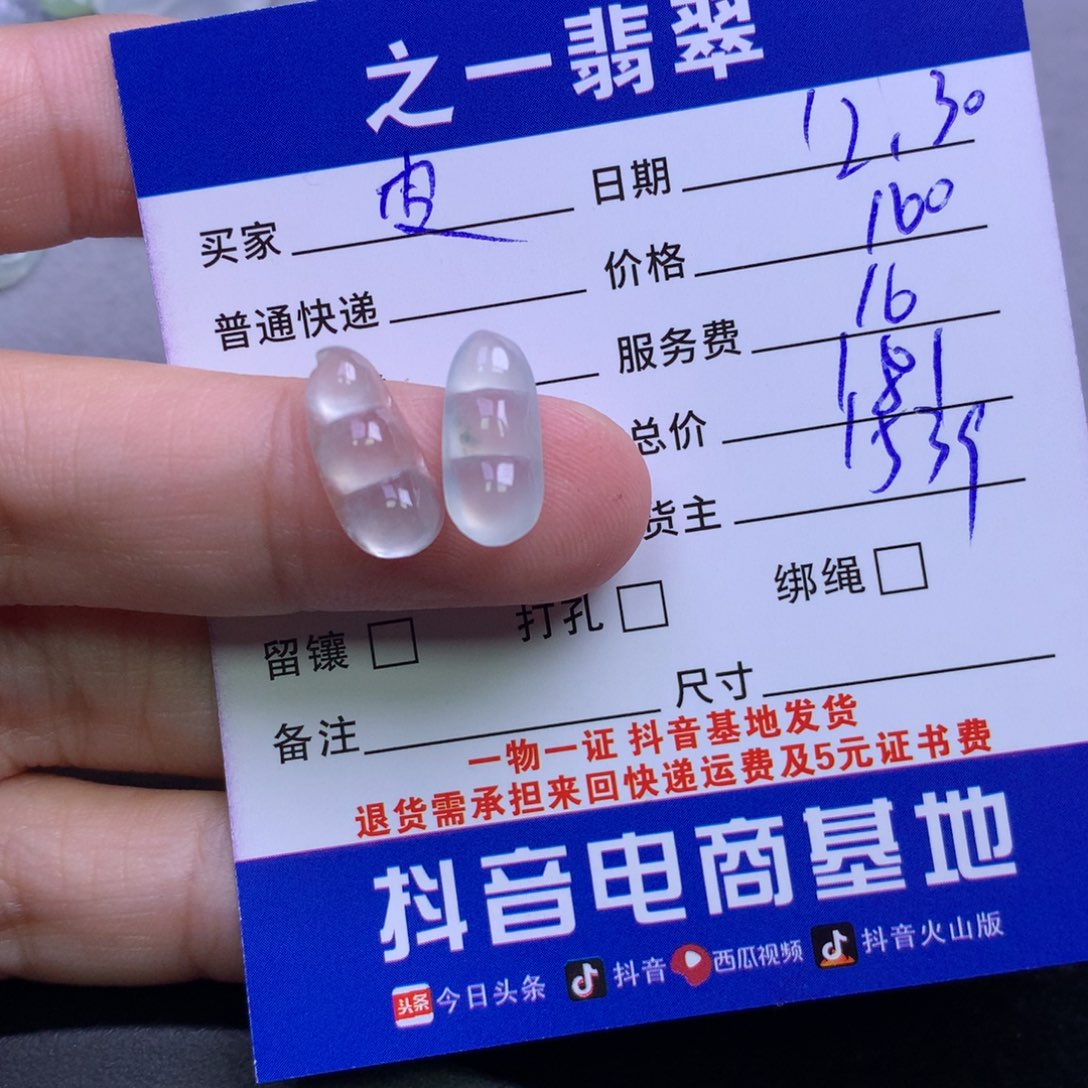 之一翡翠
买家 皮 日期 12.30
普通快递 价格 160
服务费 16
总价 181
货主 1539
留镶 打孔 绑绳
备注 尺寸
一物一证 抖音基地发货
退货需承担来回快递运费及5元证书费
抖音电商基地
头条 今日头条 抖音 西瓜视频 抖音火山版